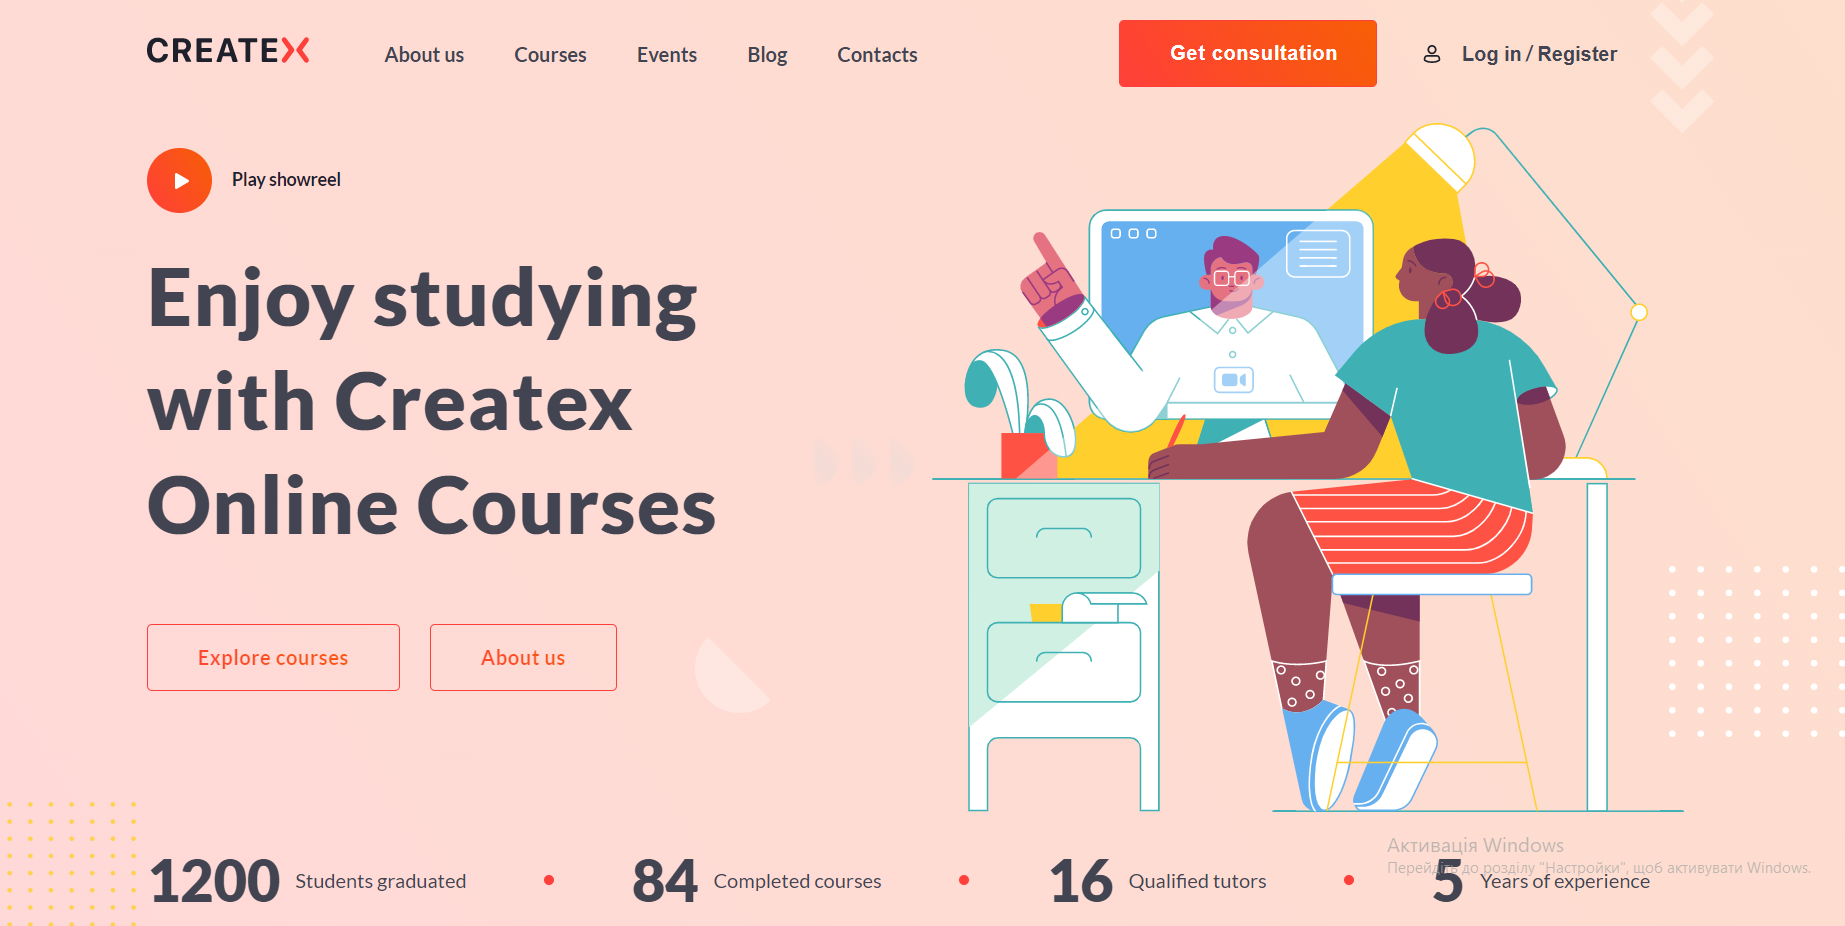 CREATEX
About us
Courses
Events
Blog
Contacts
Get consultation
Log in / Register
Play showreel
Enjoy studying
with Createx
Online Courses
Explore courses
About us
1200 Students graduated
84 Completed courses
16 Qualified tutors
5 Years of experience
Активація Windows
Перейдіть до розділу "Настройки", щоб активувати Windows.